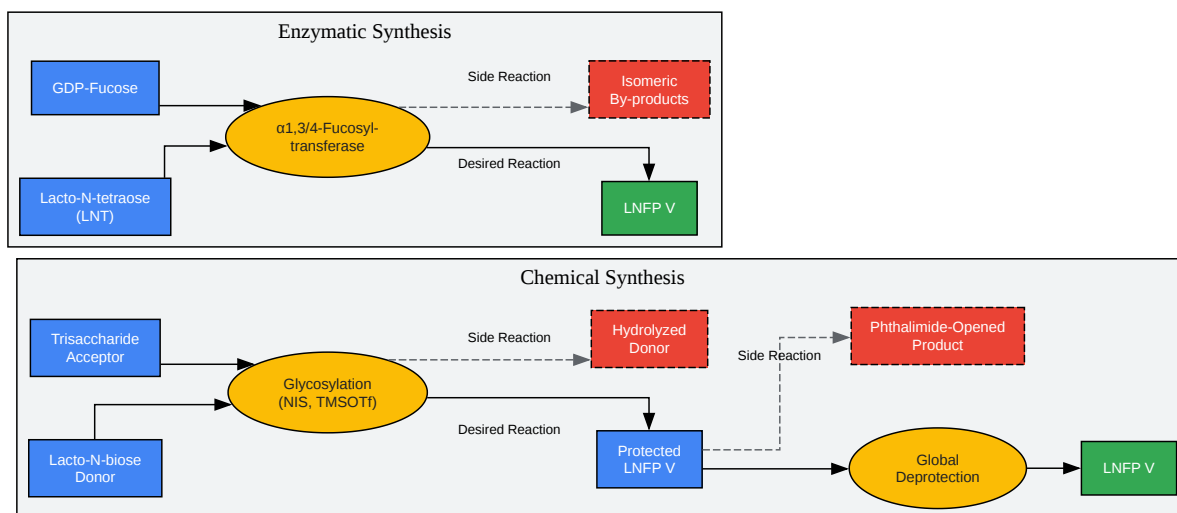 Enzymatic Synthesis
GDP-Fucose
Side Reaction
Isomeric
By-products
α1,3/4-Fucosyl-
transferase
Desired Reaction
Lacto-N-tetraose
(LNT)
LNFP V
Chemical Synthesis
Trisaccharide
Acceptor
Side Reaction
Hydrolyzed
Donor
Side Reaction
Phthalimide-Opened
Product
Glycosylation
(NIS, TMSOTf)
Desired Reaction
Lacto-N-biose
Donor
Protected
LNFP V
Global
Deprotection
LNFP V